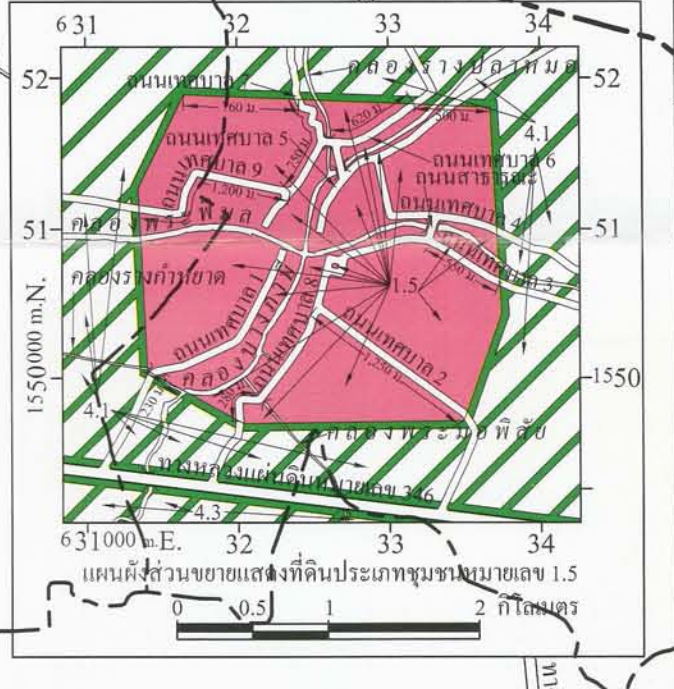 631 32 33 34
52 52
คลองรางปลาหมอ
ถนนเทศบาล 7
60 ม.
620 ม.
500 ม.
4.1
ถนนเทศบาล 5
750 ม.
ถนนเทศบาล 6
ถนนเทศบาล 9
ถนนสาธารณะ
1,200 ม.
ถนนเทศบาล 4
51 51
คลองพระพิมล
ถนนเทศบาล 3
550 ม.
คลองรางกำหยาด
1.5
ถนนเทศบาล 1
คลองบางภาษี
ถนนเทศบาล 8
ถนนเทศบาล 2
1,250 ม.
1550000 m.N.
1550
230 ม.
4.1
คลองพระมอพิสัย
ทางหลวงแผ่นดินหมายเลข 346
4.3
631000 m.E. 32 33 34
แผนผังส่วนขยายแสดงที่ดินประเภทชุมชนหมายเลข 1.5
0 0.5 1 2 กิโลเมตร